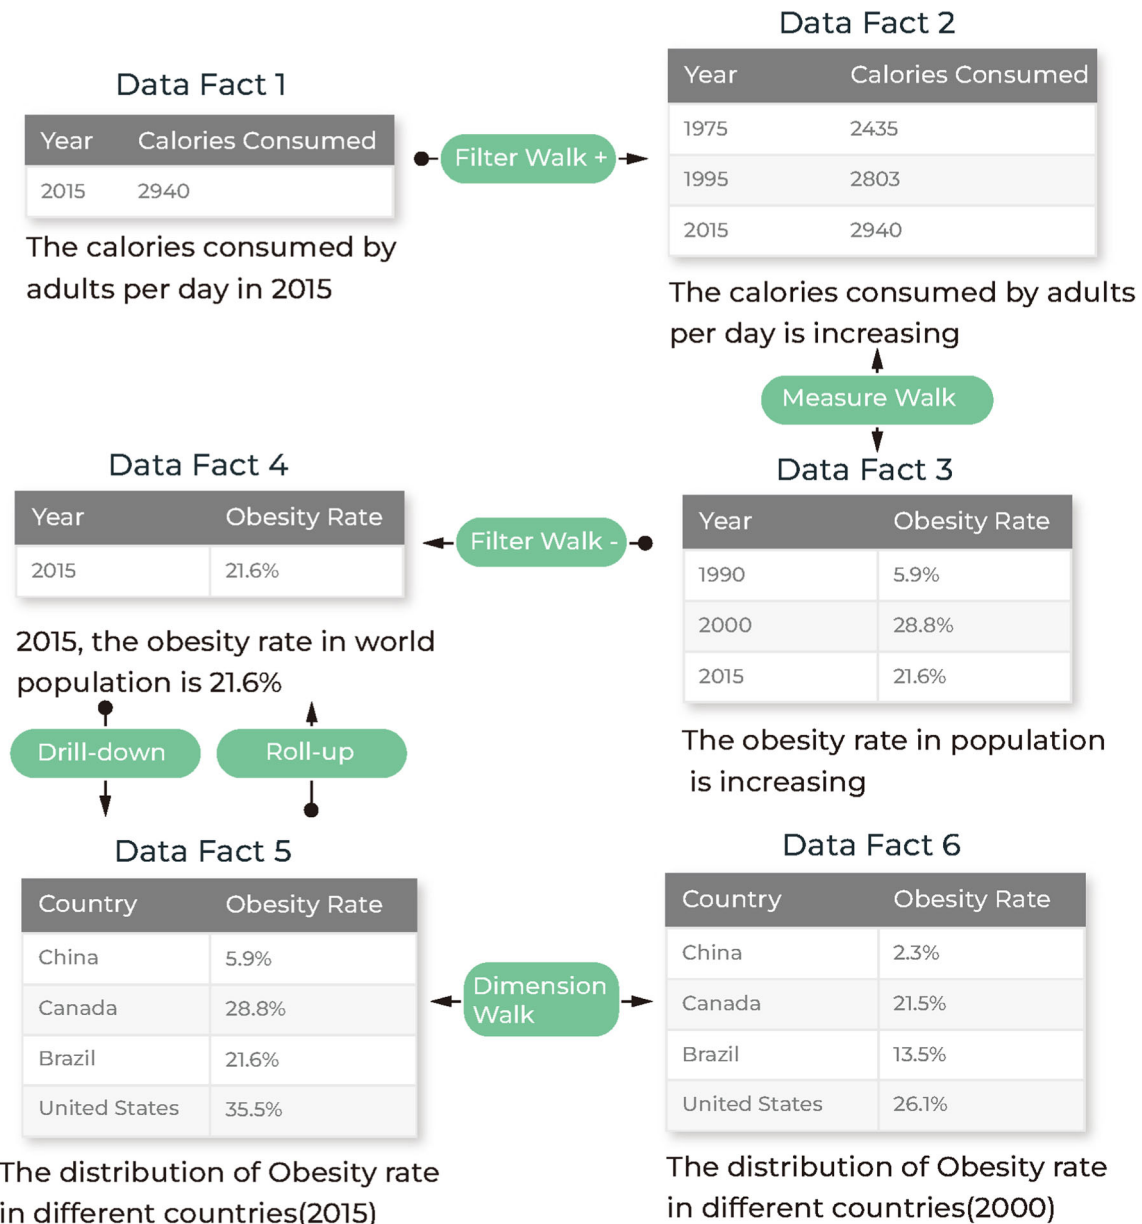 Data Fact 1
Year Calories Consumed
2015 2940
The calories consumed by
adults per day in 2015
Filter Walk +
Data Fact 2
Year Calories Consumed
1975 2435
1995 2803
2015 2940
The calories consumed by adults
per day is increasing
Measure Walk
Data Fact 3
Year Obesity Rate
1990 5.9%
2000 28.8%
2015 21.6%
The obesity rate in population
is increasing
Filter Walk -
Data Fact 4
Year Obesity Rate
2015 21.6%
2015, the obesity rate in world
population is 21.6%
Drill-down
Roll-up
Data Fact 5
Country Obesity Rate
China 5.9%
Canada 28.8%
Brazil 21.6%
United States 35.5%
The distribution of Obesity rate
in different countries(2015)
Dimension
Walk
Data Fact 6
Country Obesity Rate
China 2.3%
Canada 21.5%
Brazil 13.5%
United States 26.1%
The distribution of Obesity rate
in different countries(2000)